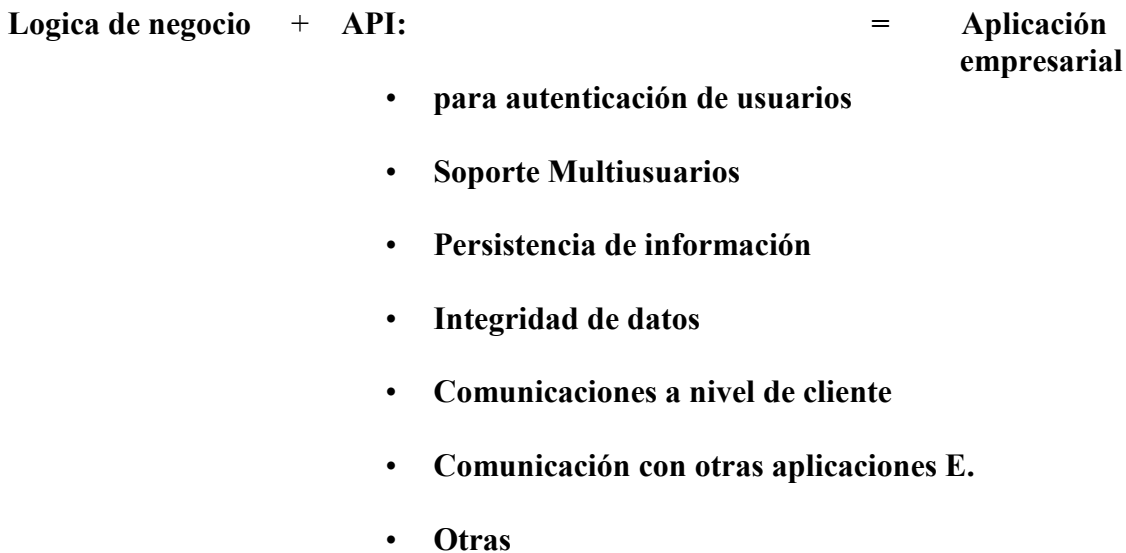 Logica de negocio + API: = Aplicación
empresarial
• para autenticación de usuarios
• Soporte Multiusuarios
• Persistencia de información
• Integridad de datos
• Comunicaciones a nivel de cliente
• Comunicación con otras aplicaciones E.
• Otras